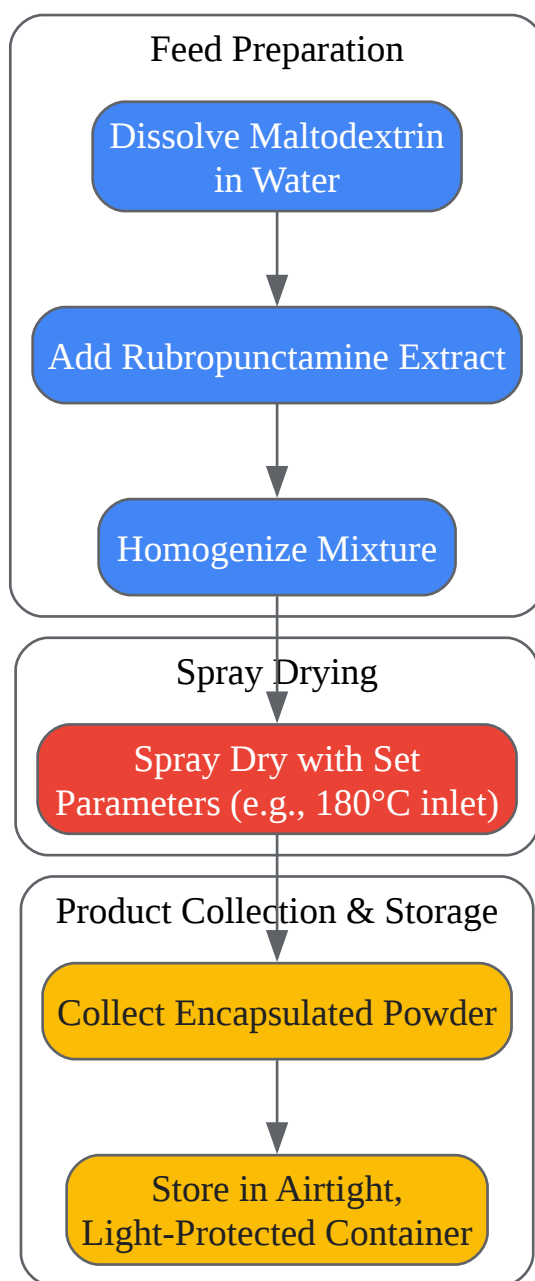 Feed Preparation
Dissolve Maltodextrin
in Water
Add Rubropunctamine Extract
Homogenize Mixture
Spray Drying
Spray Dry with Set
Parameters (e.g., 180°C inlet)
Product Collection & Storage
Collect Encapsulated Powder
Store in Airtight,
Light-Protected Container